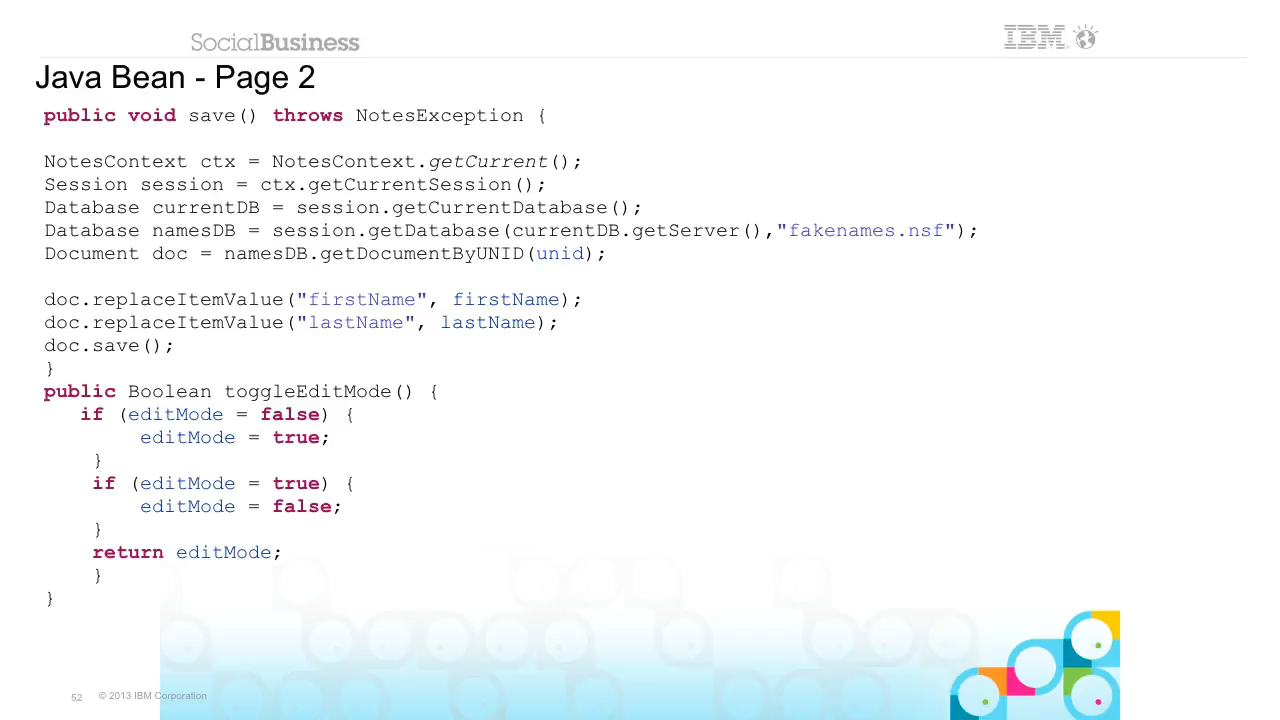 SocialBusiness
IBM
Java Bean - Page 2
public void save() throws NotesException {
NotesContext ctx = NotesContext.getCurrent();
Session session = ctx.getCurrentSession();
Database currentDB = session.getCurrentDatabase();
Database namesDB = session.getDatabase(currentDB.getServer(),"fakenames.nsf");
Document doc = namesDB.getDocumentByUNID(unid);
doc.replaceItemValue("firstName", firstName);
doc.replaceItemValue("lastName", lastName);
doc.save();
}
public Boolean toggleEditMode() {
if (editMode = false) {
editMode = true;
}
if (editMode = true) {
editMode = false;
}
return editMode;
}
}
52 © 2013 IBM Corporation